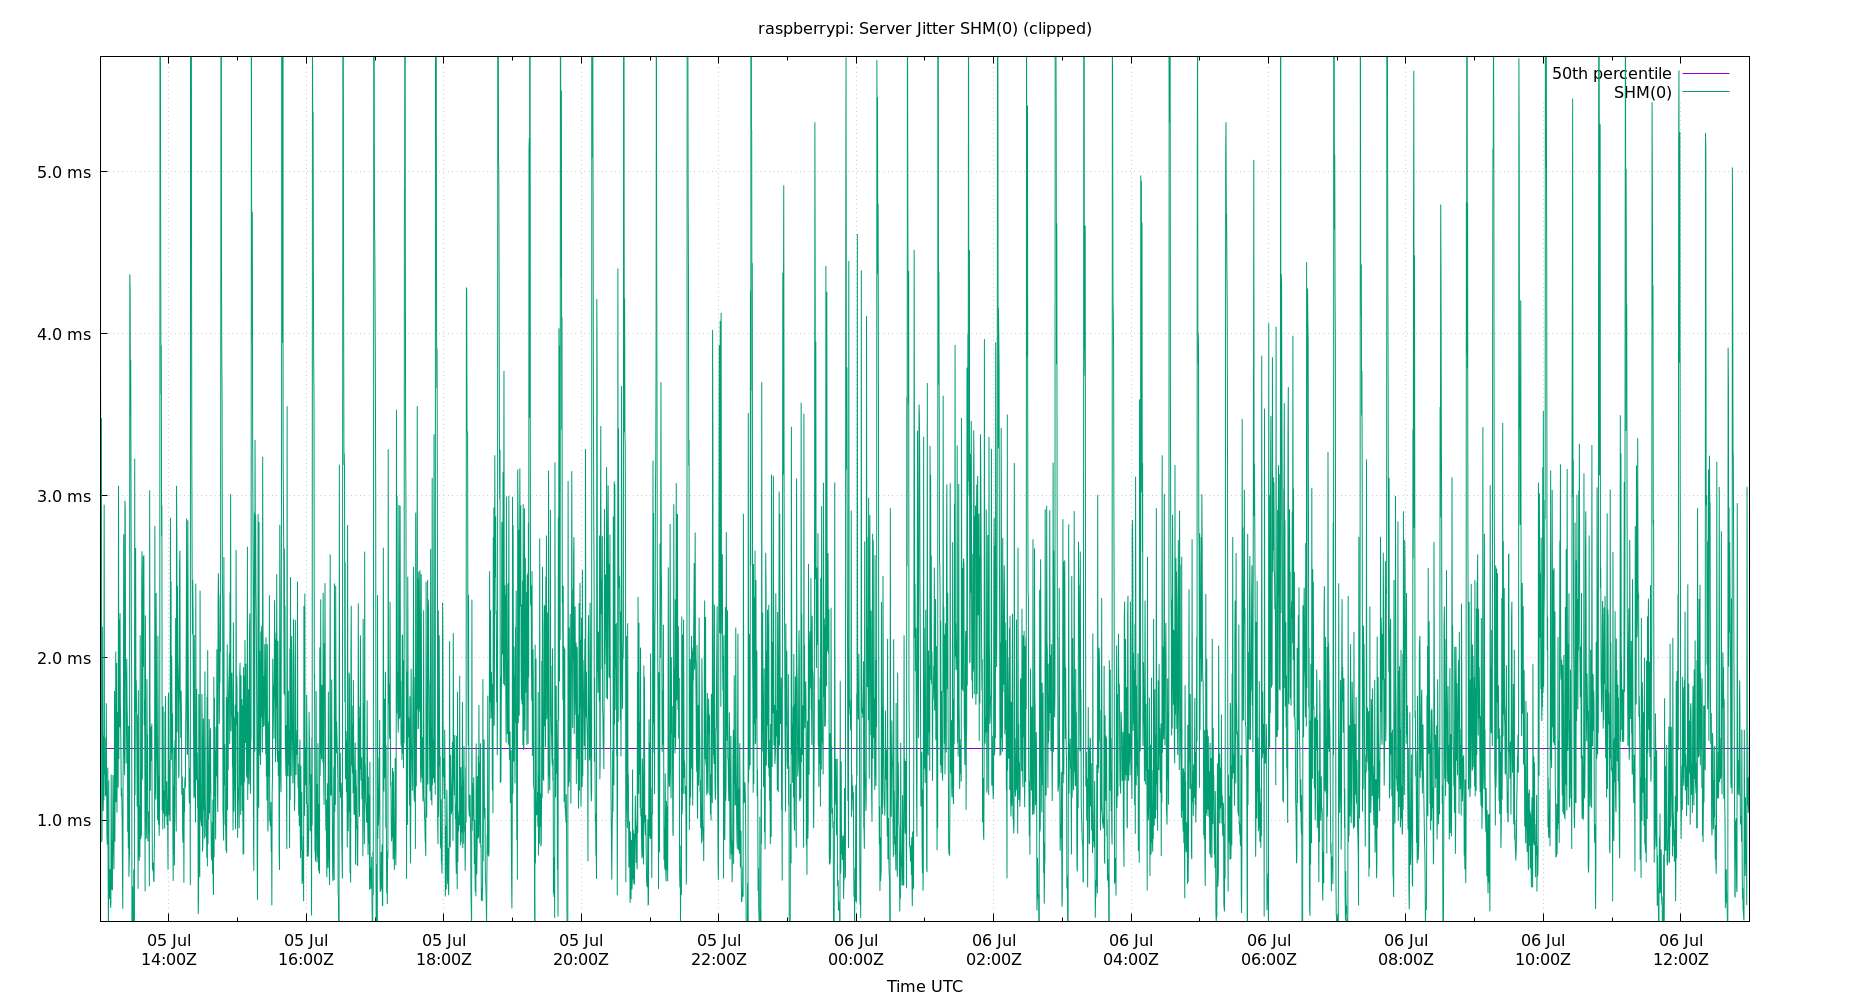 raspberrypi: Server Jitter SHM(0) (clipped)
50th percentile
SHM(0)
5.0 ms
4.0 ms
3.0 ms
2.0 ms
1.0 ms
05 Jul 05 Jul 05 Jul 05 Jul 05 Jul 06 Jul 06 Jul 06 Jul 06 Jul 06 Jul 06 Jul 06 Jul
14:00Z 16:00Z 18:00Z 20:00Z 22:00Z 00:00Z 02:00Z 04:00Z 06:00Z 08:00Z 10:00Z 12:00Z
Time UTC